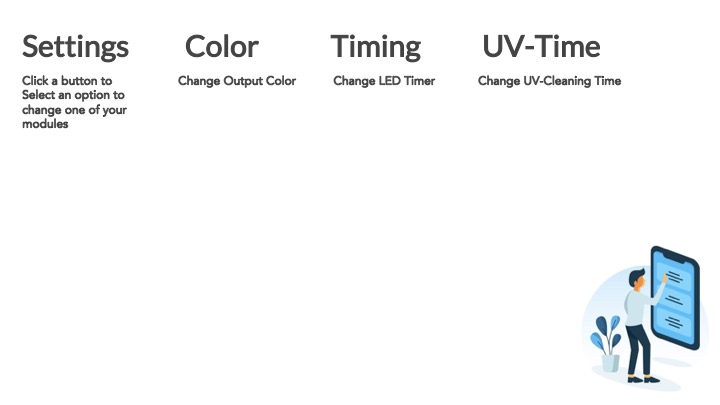 Settings
Click a button to
Select an option to
change one of your
modules
Color
Change Output Color
Timing
Change LED Timer
UV-Time
Change UV-Cleaning Time